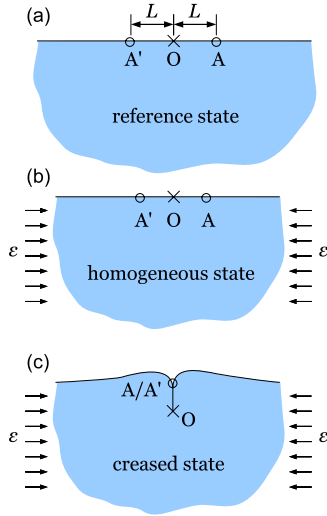 (a)
L L
A' O A
reference state
(b)
A' O A
ε ε
homogeneous state
(c)
A/A'
O
ε ε
creased state